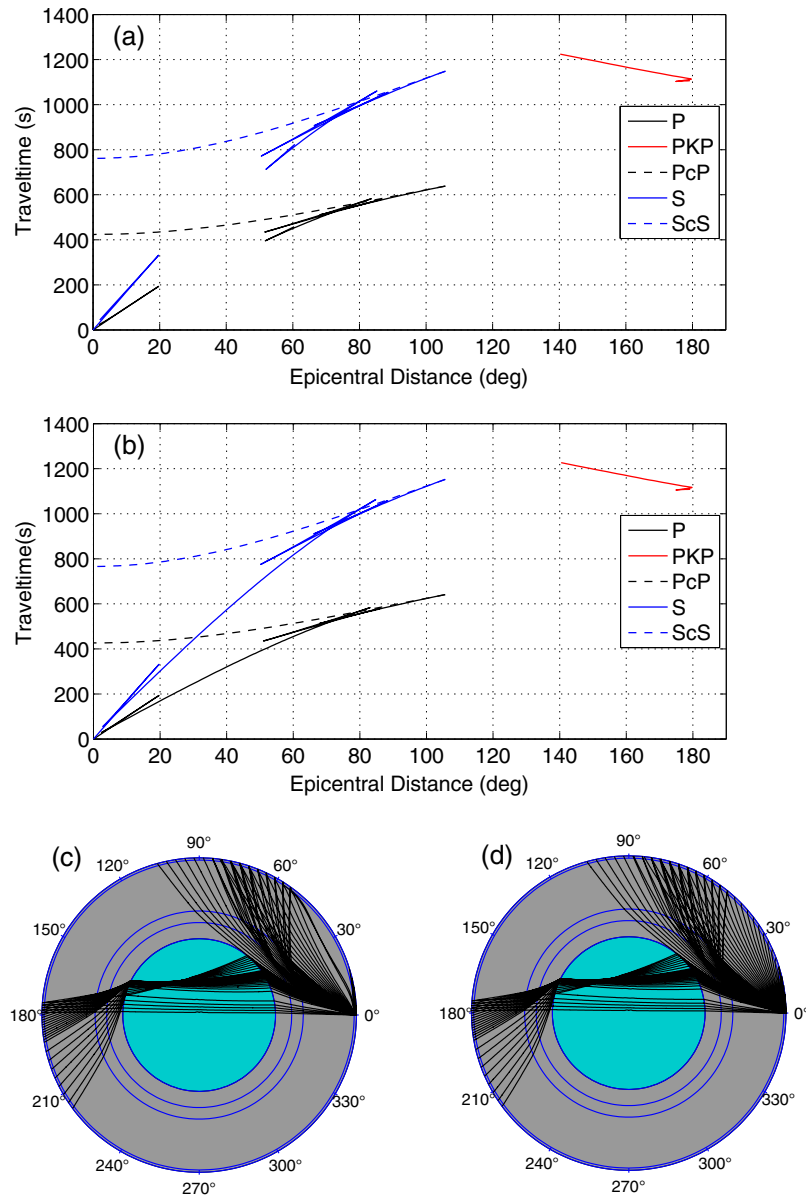 1400
(a)
1200
1000
800
600
400
200
0
Traveltime (s)
P
PKP
PcP
S
ScS
0 20 40 60 80 100 120 140 160 180
Epicentral Distance (deg)
1400
(b)
1200
1000
800
600
400
200
0
Traveltime(s)
P
PKP
PcP
S
ScS
0 20 40 60 80 100 120 140 160 180
Epicentral Distance (deg)
(c)
90°
120° 60°
150° 30°
180° 0°
210° 330°
240° 300°
270°
(d)
90°
120° 60°
150° 30°
180° 0°
210° 330°
240° 300°
270°